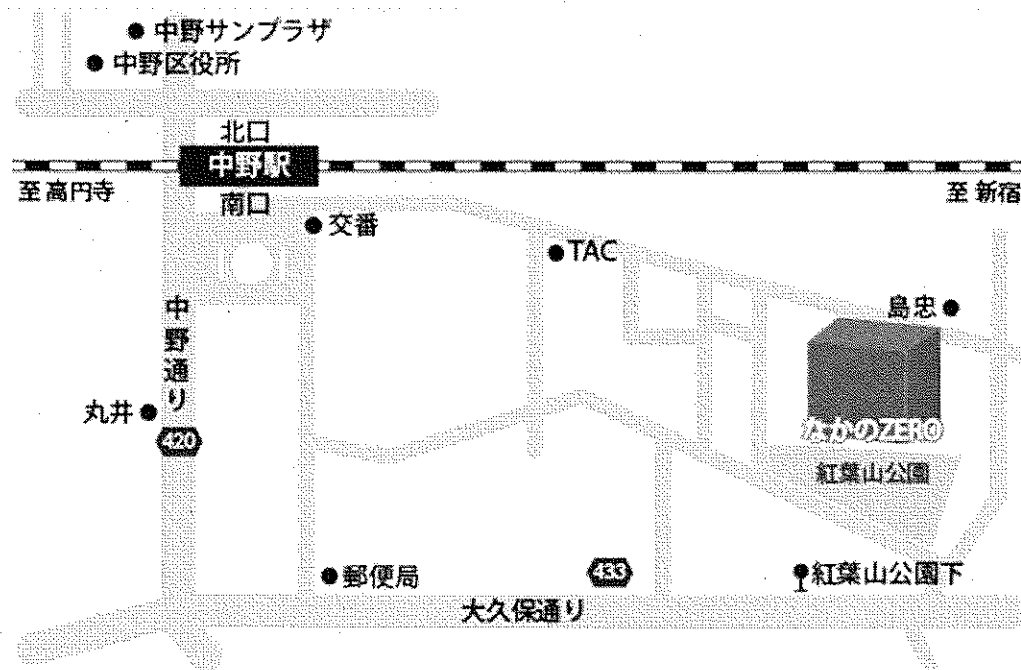 中野サンプラザ
中野区役所
北口
中野駅
至 高円寺
至 新宿
南口
交番
TAC
島忠
中野通り
丸井
420
なかのZERO
紅葉山公園
郵便局
433
紅葉山公園下
大久保通り